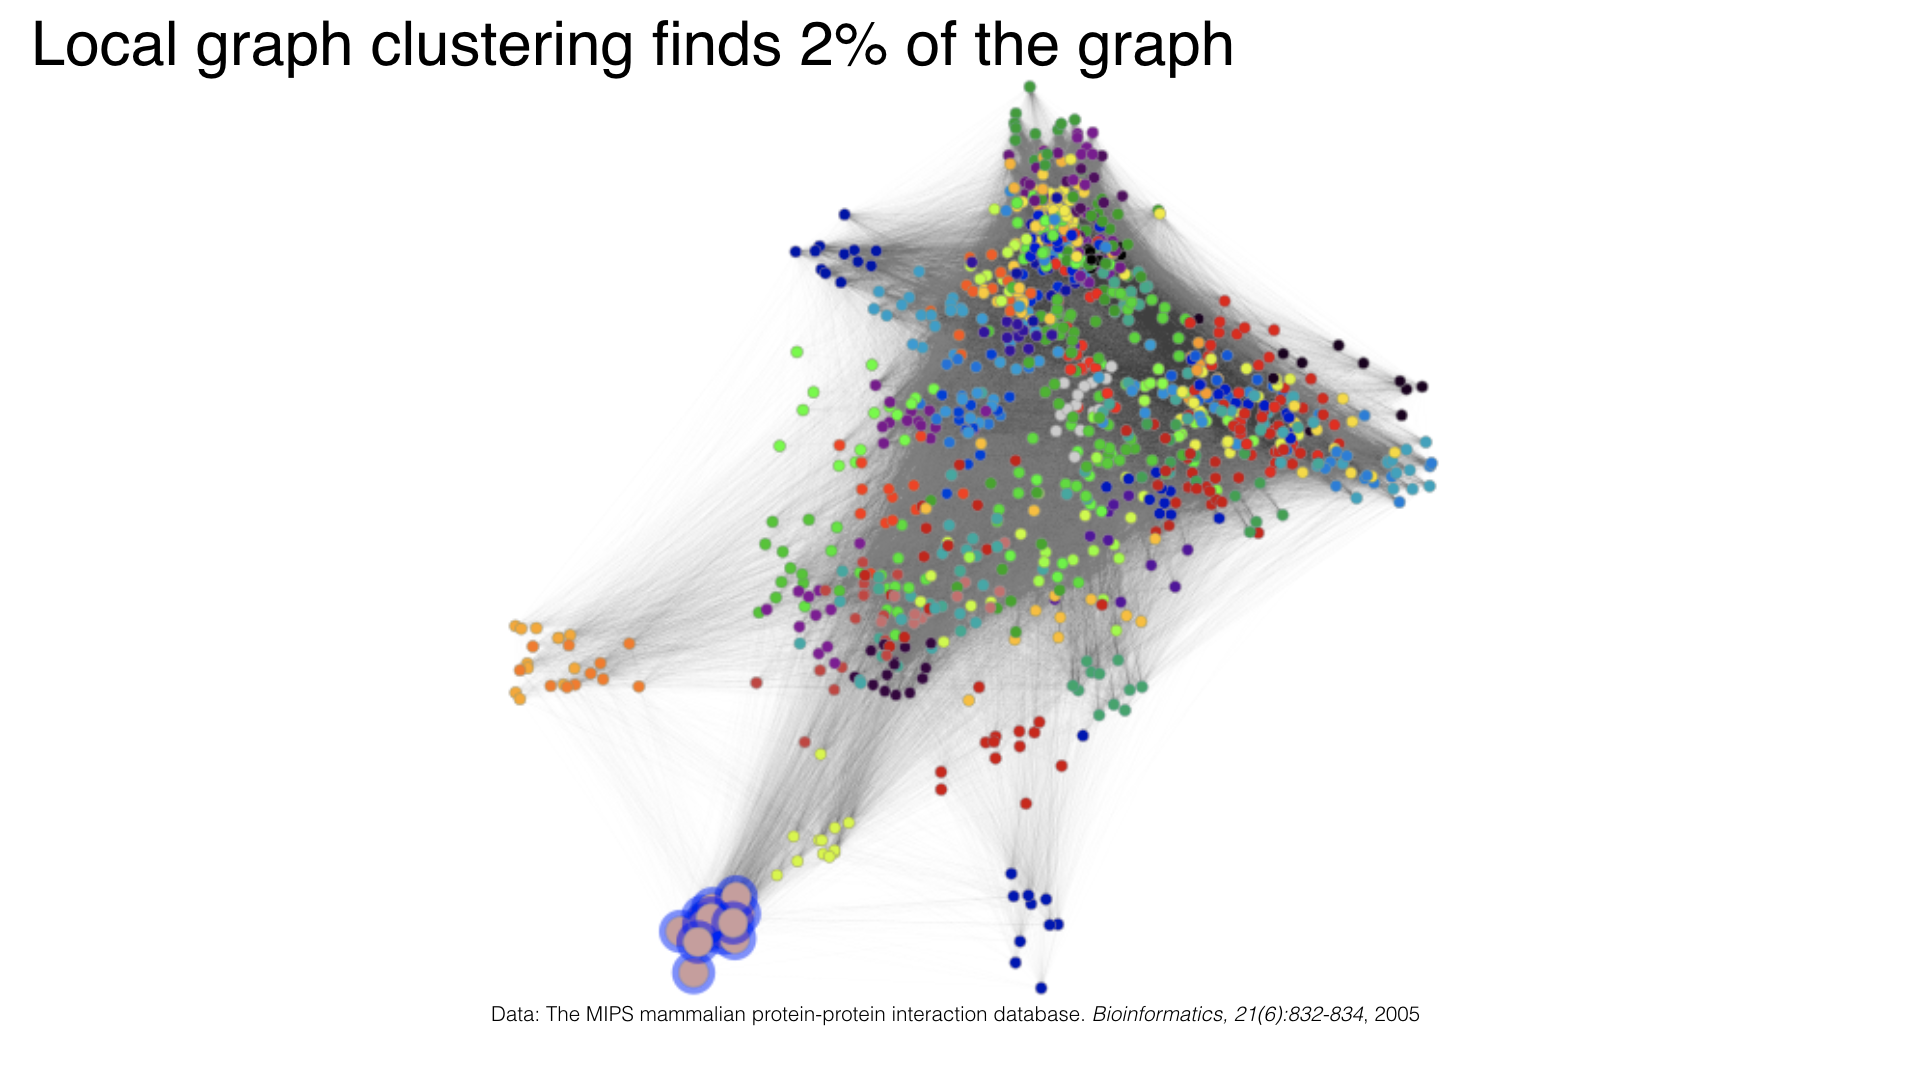 Local graph clustering finds 2% of the graph
Data: The MIPS mammalian protein-protein interaction database. Bioinformatics, 21(6):832-834, 2005